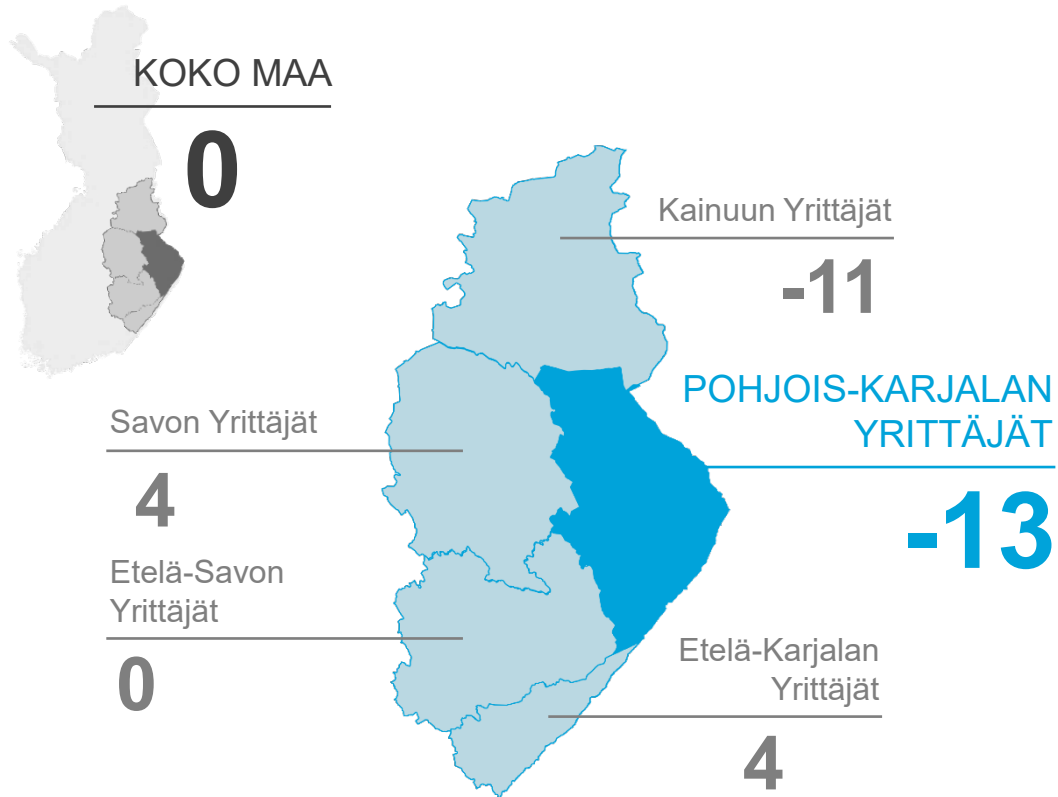 KOKO MAA
0
Kainuun Yrittäjät
-11
POHJOIS-KARJALAN
YRITTÄJÄT
-13
Savon Yrittäjät
4
Etelä-Savon
Yrittäjät
0
Etelä-Karjalan
Yrittäjät
4